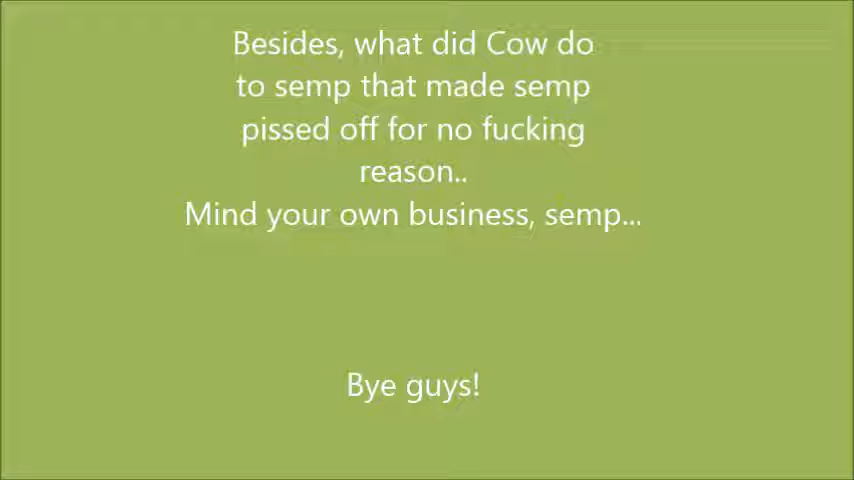 Besides, what did Cow do
to semp that made semp
pissed off for no fucking
reason..
Mind your own business, semp...
Bye guys!